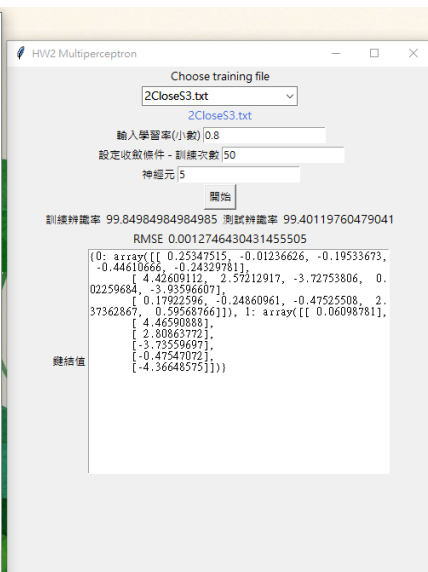 HW2 Multiperceptron
Choose training file
2CloseS3.txt
2CloseS3.txt
輸入學習率(小數) 0.8
設定收斂條件 - 訓練次數 50
神經元 5
開始
訓練辨識率 99.84984984984985 測試辨識率 99.40119760479041
RMSE 0.0012746430431455505
鍵結值
{0: array([[ 0.25347515, -0.01236626, -0.19533673,
-0.44610666, -0.24329781],
[ 4.42609112, 2.57212917, -3.72753806, 0.
02259684, -3.93596607],
[ 0.17922596, -0.24860961, -0.47525508, 2.
37362867, 0.59568766]]), 1: array([[ 0.06098781],
[ 4.46590888],
[ 2.80863772],
[-3.73559697],
[-0.47547072],
[-4.36648575]])}